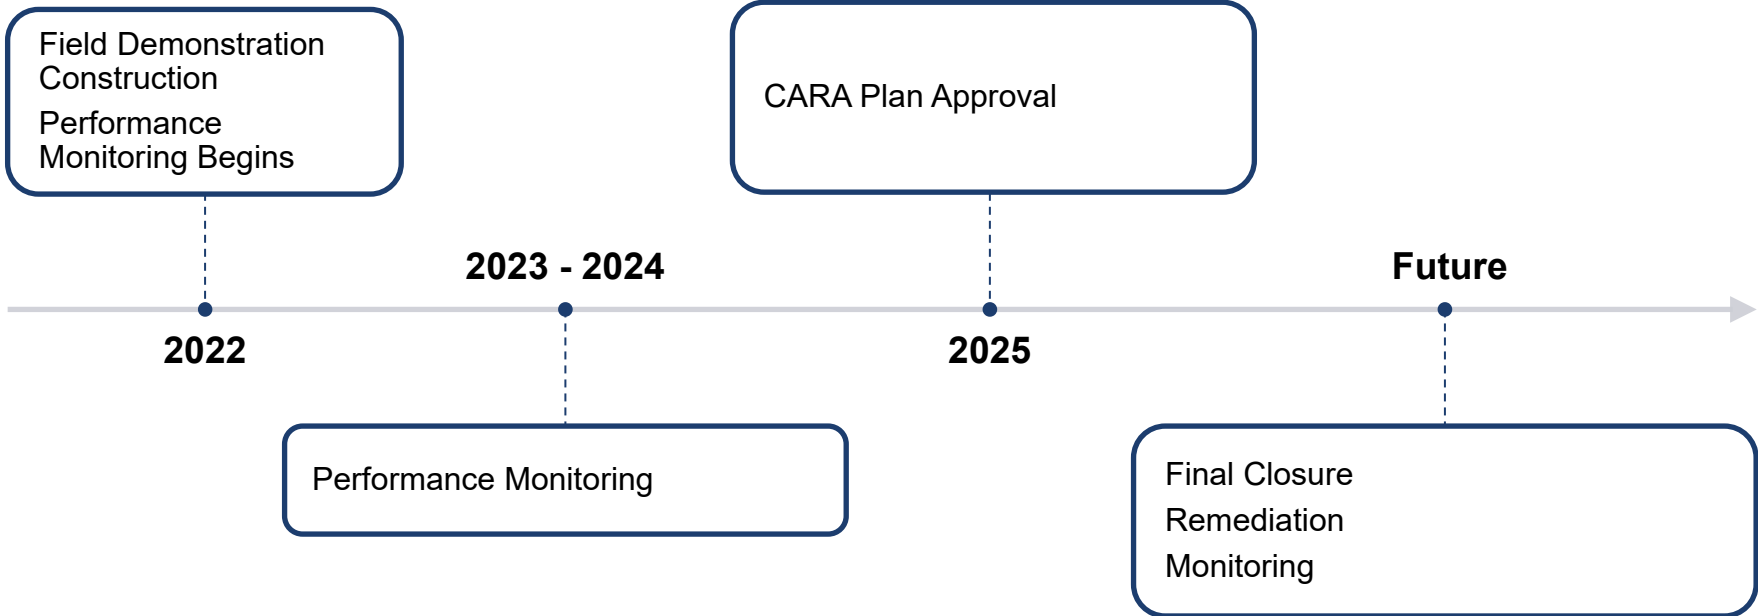 Field Demonstration
Construction
Performance
Monitoring Begins
CARA Plan Approval
2023 - 2024
Future
2022
2025
Performance Monitoring
Final Closure
Remediation
Monitoring